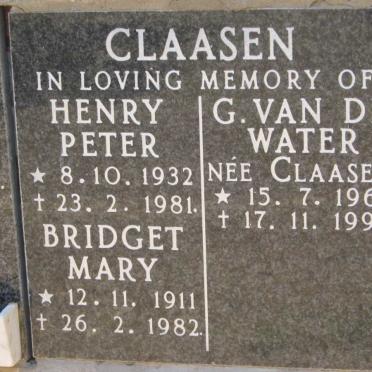 CLAASEN
IN LOVING MEMORY OF
HENRY
PETER
★ 8.10.1932
† 23.2.1981.
BRIDGET
MARY
★ 12.11.1911
† 26.2.1982.
G. VAN D
WATER
NÉE CLAASE
★ 15.7.196
† 17.11.199